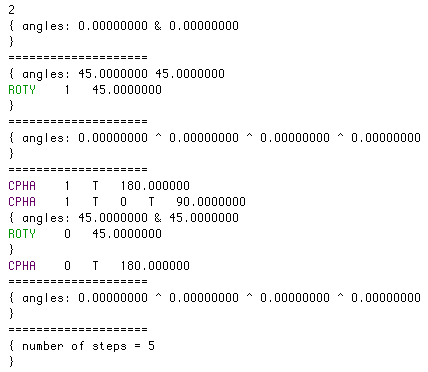 2
{ angles: 0.00000000 & 0.00000000
}
====================
{ angles: 45.0000000 45.0000000
ROTY 1 45.0000000
}
====================
{ angles: 0.00000000 ^ 0.00000000 ^ 0.00000000 ^ 0.00000000
}
====================
CPHA 1 T 180.000000
CPHA 1 T 0 T 90.0000000
{ angles: 45.0000000 & 45.0000000
ROTY 0 45.0000000
}
CPHA 0 T 180.000000
====================
{ angles: 0.00000000 ^ 0.00000000 ^ 0.00000000 ^ 0.00000000
}
====================
{ number of steps = 5
}